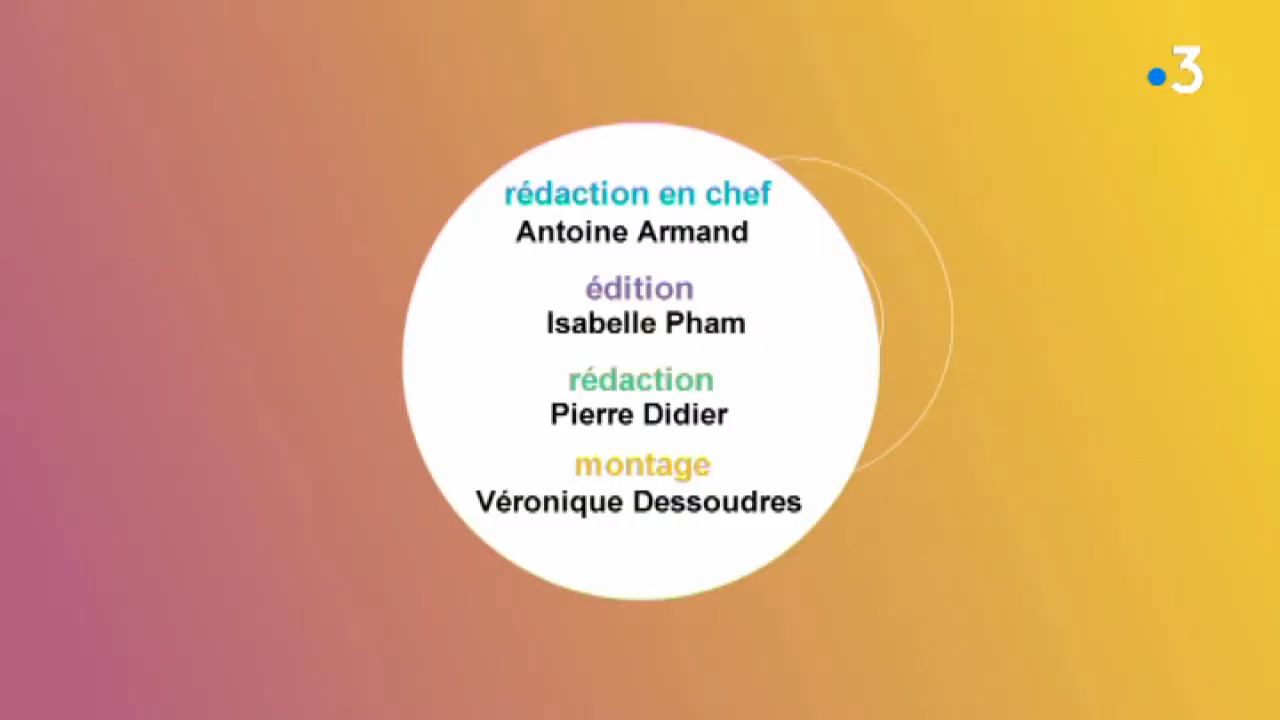 3
rédaction en chef
Antoine Armand
édition
Isabelle Pham
rédaction
Pierre Didier
montage
Véronique Dessoudres